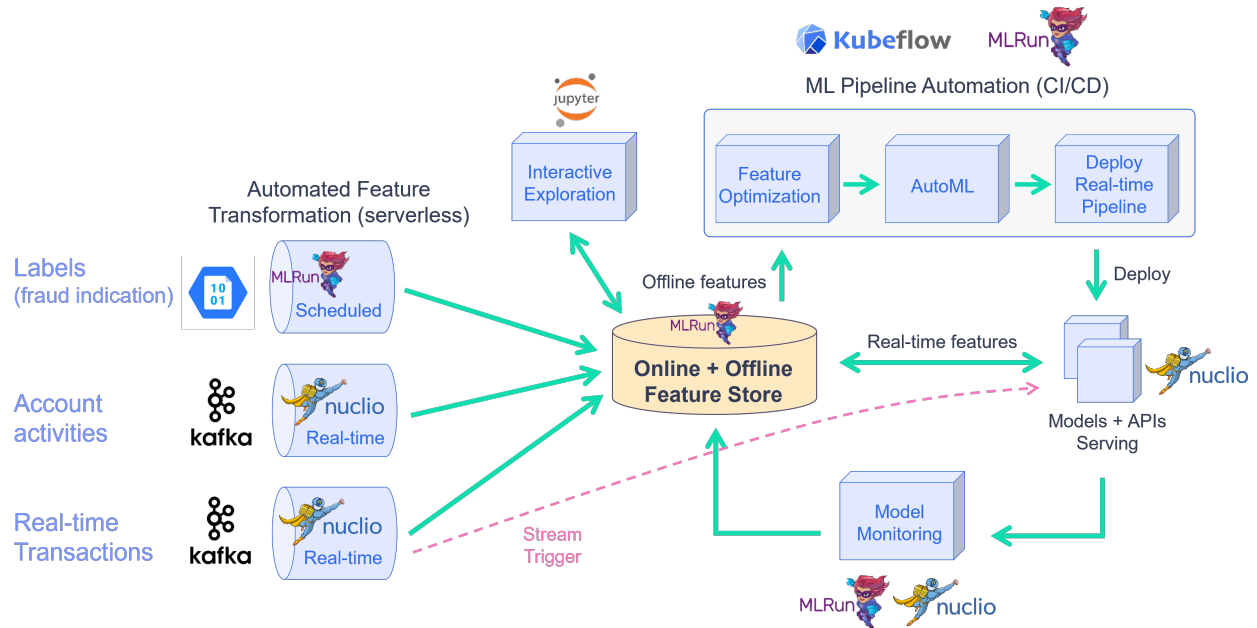 Kubeflow
MLRun
ML Pipeline Automation (CI/CD)
Feature
Optimization
AutoML
Deploy
Real-time
Pipeline
jupyter
Interactive
Exploration
Automated Feature
Transformation (serverless)
Labels
(fraud indication)
10
01
MLRun
Scheduled
Offline features
Deploy
MLRun
Online + Offline
Feature Store
Real-time features
nuclio
Models + APIs
Serving
Account
activities
kafka
nuclio
Real-time
Real-time
Transactions
kafka
nuclio
Real-time
Stream
Trigger
Model
Monitoring
MLRun
nuclio